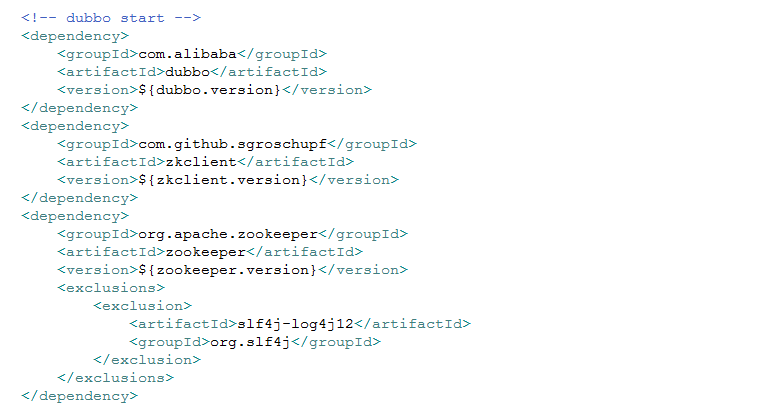 <!-- dubbo start -->
<dependency>
    <groupId>com.alibaba</groupId>
    <artifactId>dubbo</artifactId>
    <version>${dubbo.version}</version>
</dependency>
<dependency>
    <groupId>com.github.sgroschupf</groupId>
    <artifactId>zkclient</artifactId>
    <version>${zkclient.version}</version>
</dependency>
<dependency>
    <groupId>org.apache.zookeeper</groupId>
    <artifactId>zookeeper</artifactId>
    <version>${zookeeper.version}</version>
    <exclusions>
        <exclusion>
            <artifactId>slf4j-log4j12</artifactId>
            <groupId>org.slf4j</groupId>
        </exclusion>
    </exclusions>
</dependency>